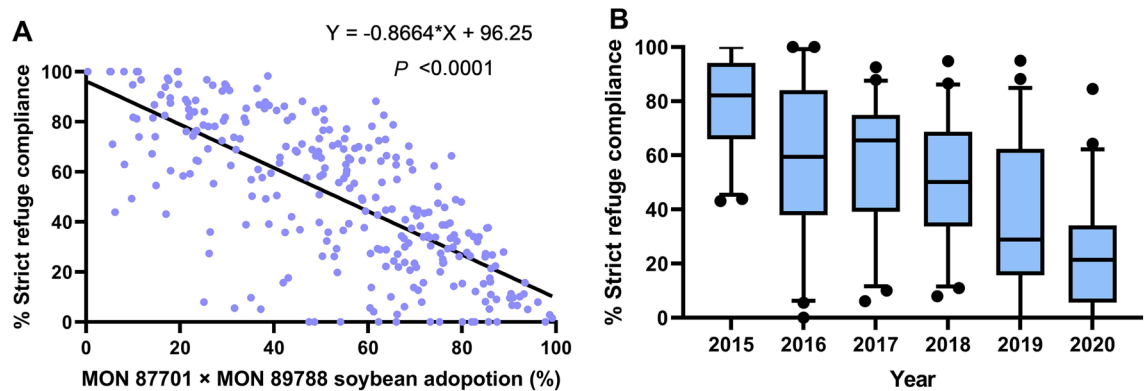 A
Y = -0.8664*X + 96.25
P <0.0001
% Strict refuge compliance
100
80
60
40
20
0
0 20 40 60 80 100
MON 87701 × MON 89788 soybean adopotion (%)
B
% Strict refuge compliance
100
80
60
40
20
0
2015 2016 2017 2018 2019 2020
Year